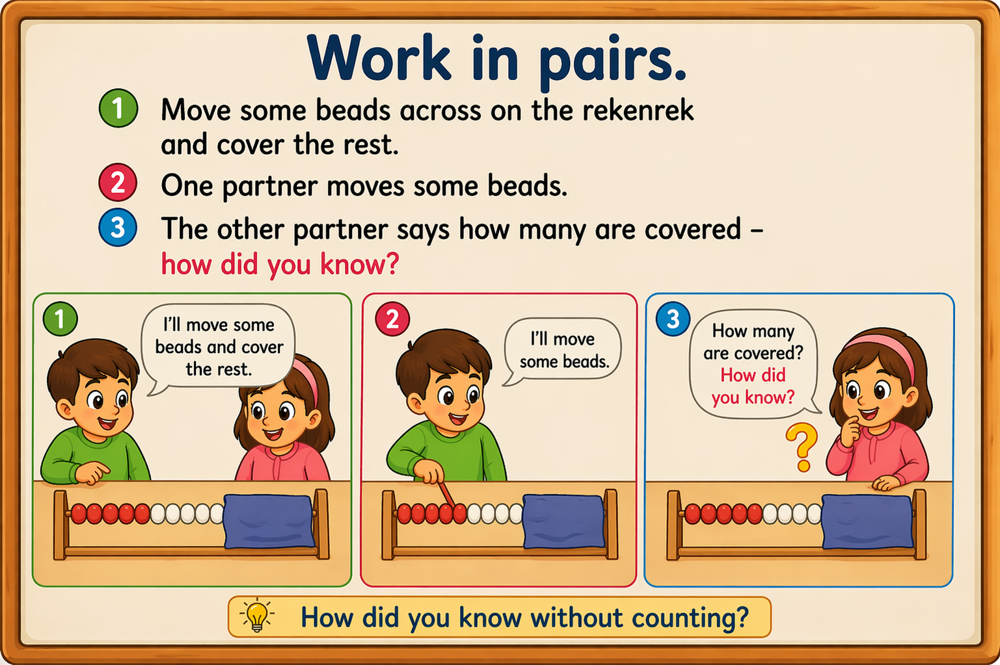 Work in pairs.
1 Move some beads across on the rekenrek
and cover the rest.
2 One partner moves some beads.
3 The other partner says how many are covered –
how did you know?
1
I'll move some
beads and cover
the rest.
2
I'll move
some beads.
3
How many
are covered?
How did
you know?
How did you know without counting?